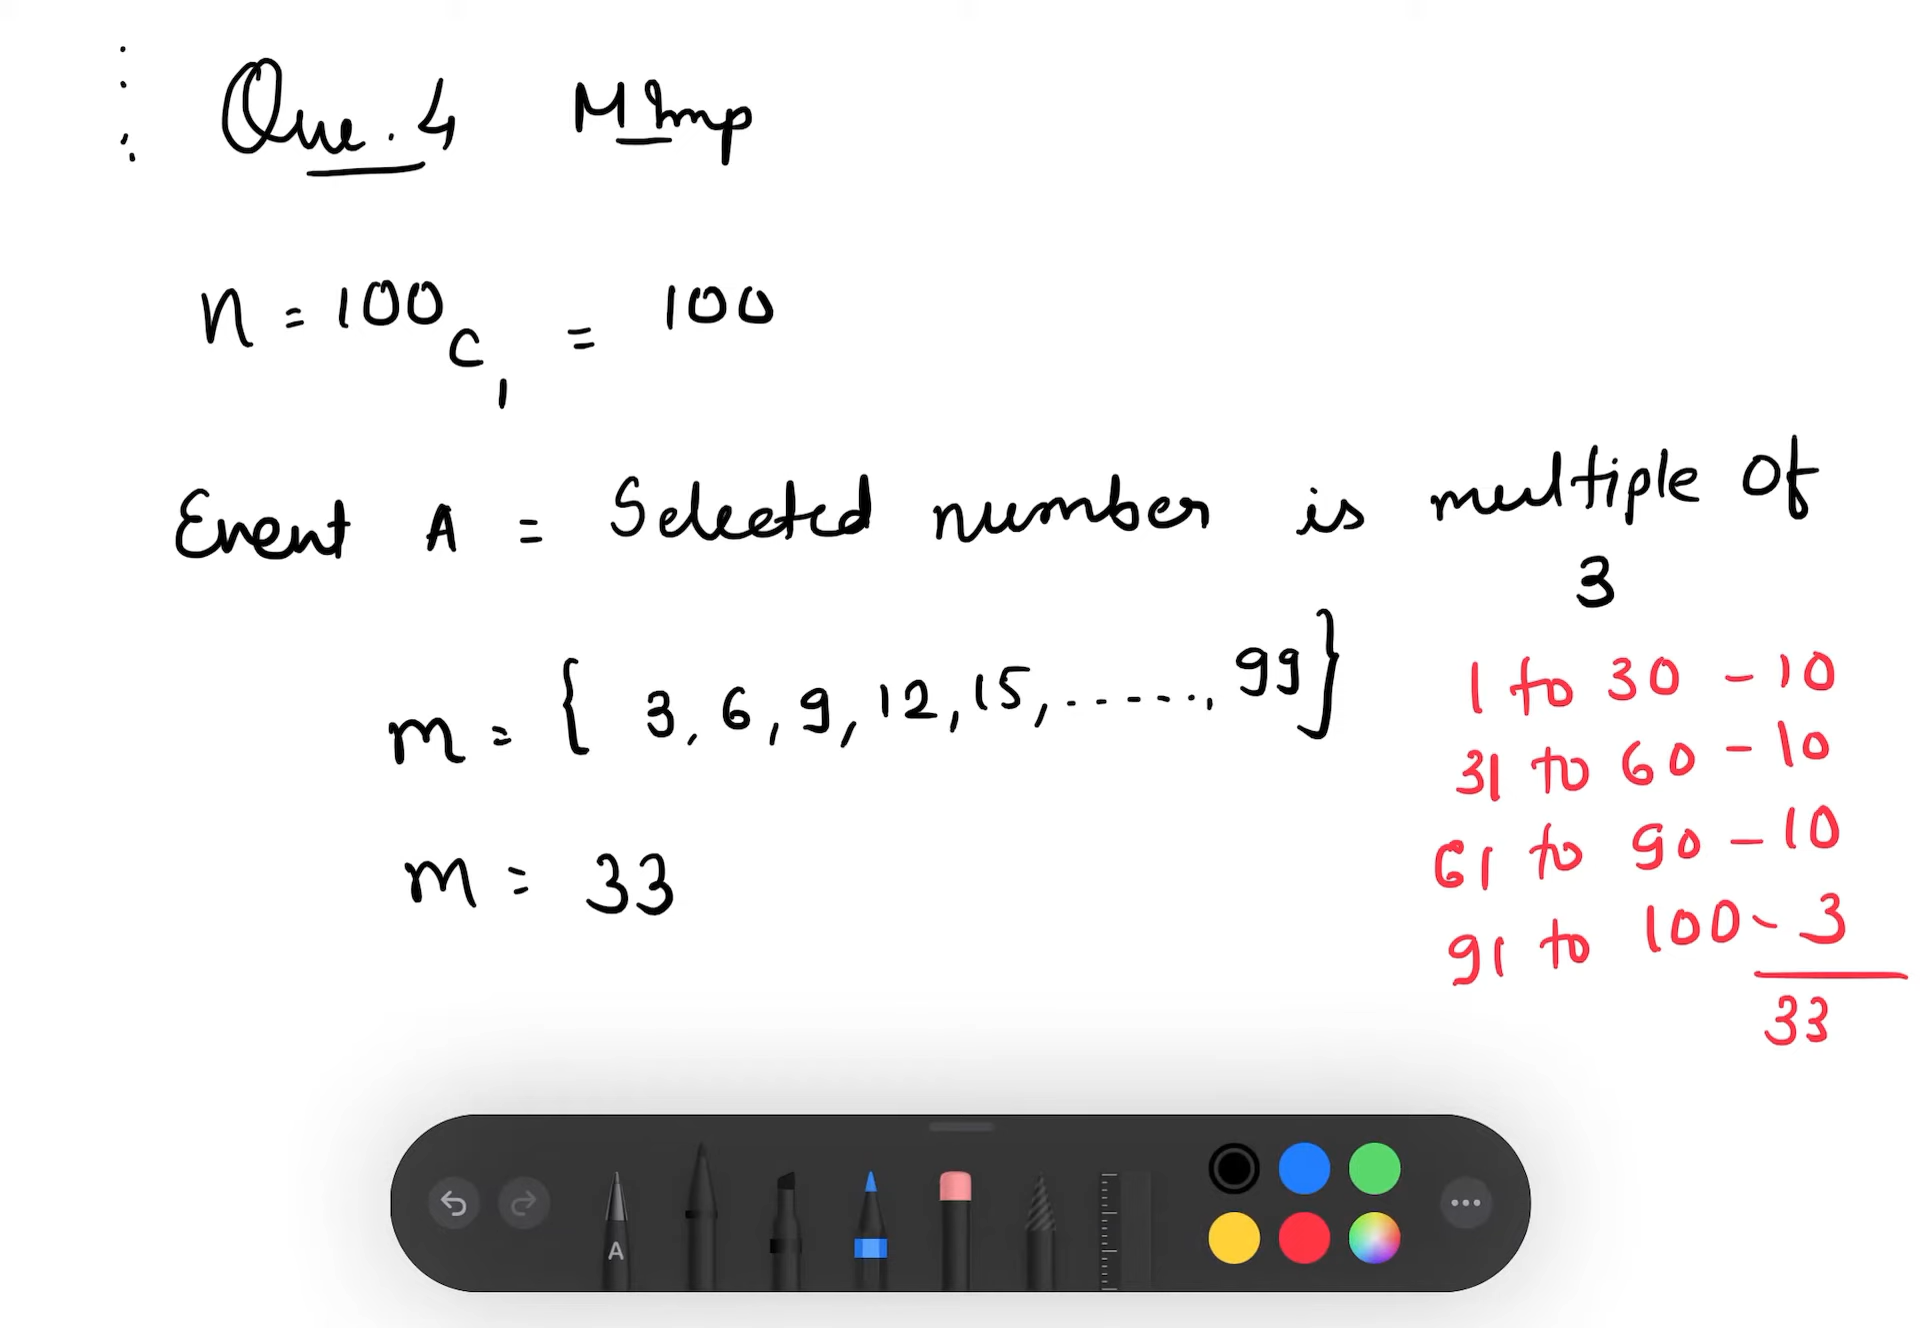 Que. 4 M Imp
n = 100c₁ = 100
Event A = Selected number is multiple of
3
m = { 3, 6, 9, 12, 15, ......, 99}
m = 33
1 to 30 - 10
31 to 60 - 10
61 to 90 - 10
91 to 100 - 3
33
A